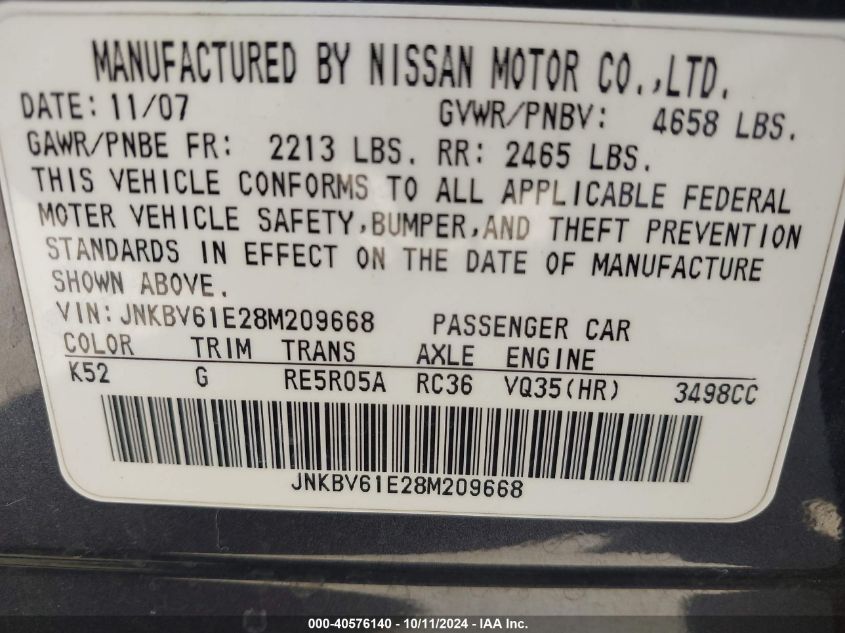 MANUFACTURED BY NISSAN MOTOR CO.,LTD.
DATE: 11/07 GVWR/PNBV: 4658 LBS.
GAWR/PNBE FR: 2213 LBS. RR: 2465 LBS.
THIS VEHICLE CONFORMS TO ALL APPLICABLE FEDERAL
MOTER VEHICLE SAFETY,BUMPER,AND THEFT PREVENTION
STANDARDS IN EFFECT ON THE DATE OF MANUFACTURE
SHOWN ABOVE.
VIN: JNKBV61E28M209668 PASSENGER CAR
COLOR TRIM TRANS AXLE ENGINE
K52 G RE5R05A RC36 VQ35(HR) 3498CC
JNKBV61E28M209668
000-40576140 - 10/11/2024 - IAA Inc.